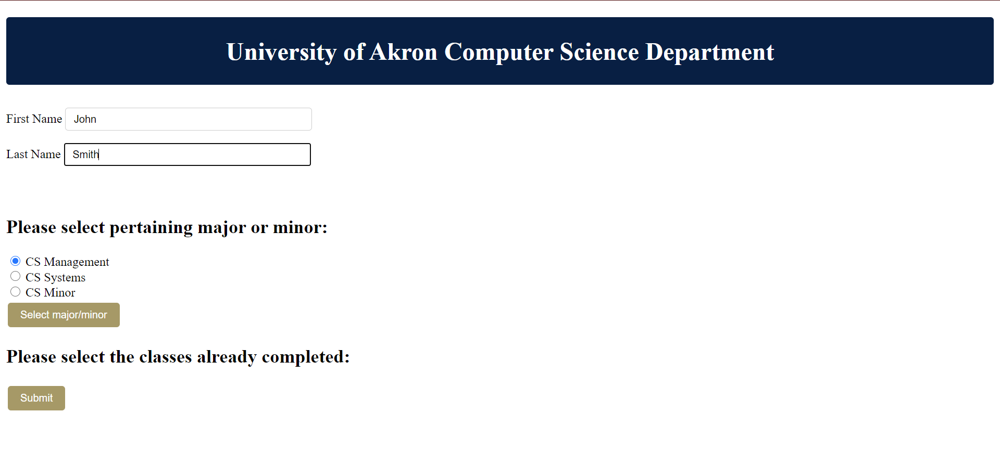 University of Akron Computer Science Department
First Name John
Last Name Smith
Please select pertaining major or minor:
CS Management
CS Systems
CS Minor
Select major/minor
Please select the classes already completed:
Submit